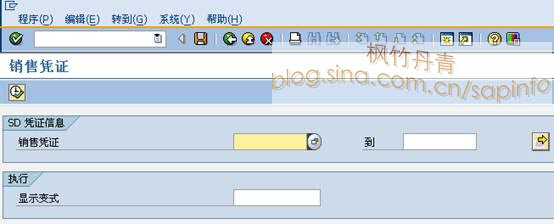 程序(P) 编辑(E) 转到(G) 系统(Y) 帮助(H)
枫竹丹青
销售凭证
blog.sina.com.cn/sapinfo
SD 凭证信息
销售凭证 到
执行
显示变式